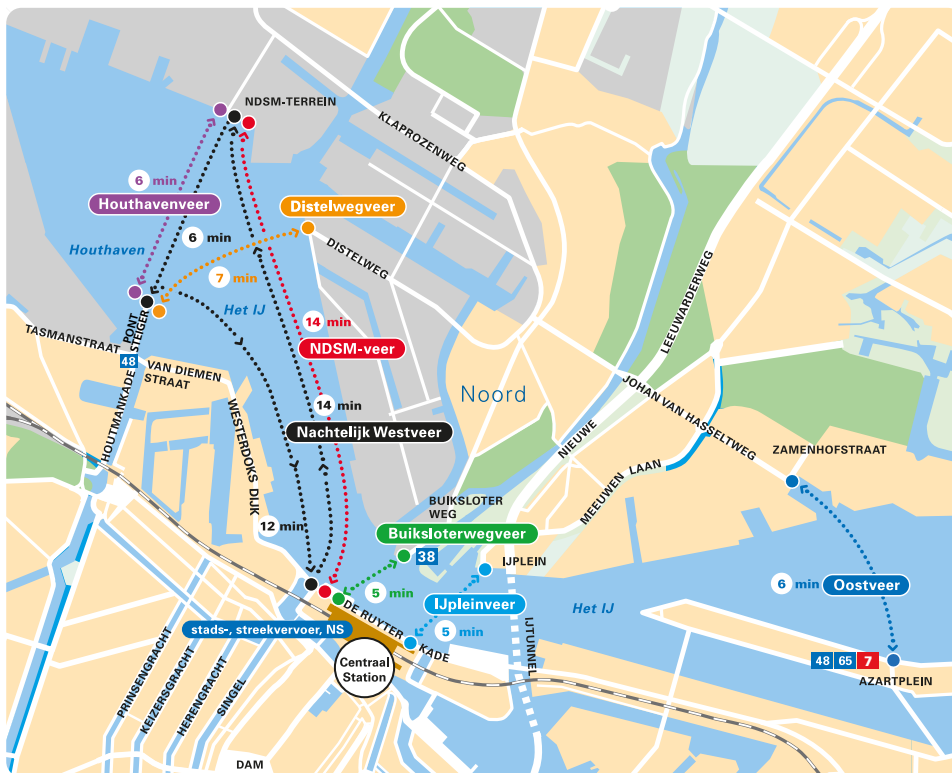 NDSM-TERREIN
KLAPROZENWEG
6 min
Houthavenveer
Distelwegveer
6 min
Houthaven
DISTELWEG
7 min
Het IJ
LEEUWARDERWEG
14 min
NDSM-veer
PONT
STEIGER
TASMANSTRAAT
48
VAN DIEMEN
STRAAT
HOUTMANKADE
Noord
JOHAN VAN HASSELTWEG
14 min
Nachtelijk Westveer
WESTERDOKS DIJK
NIEUWE
MEEUWEN LAAN
ZAMENHOFSTRAAT
BUIKSLOTER
WEG
12 min
Buiksloterwegveer
38
IJPLEIN
5 min
IJpleinveer
Het IJ
6 min
Oostveer
DE RUYTER
KADE
5 min
IJTUNNEL
stads-, streekvervoer, NS
Centraal
Station
48 65 7
AZARTPLEIN
PRINSENGRACHT
KEIZERSGRACHT
HERENGRACHT
SINGEL
DAM